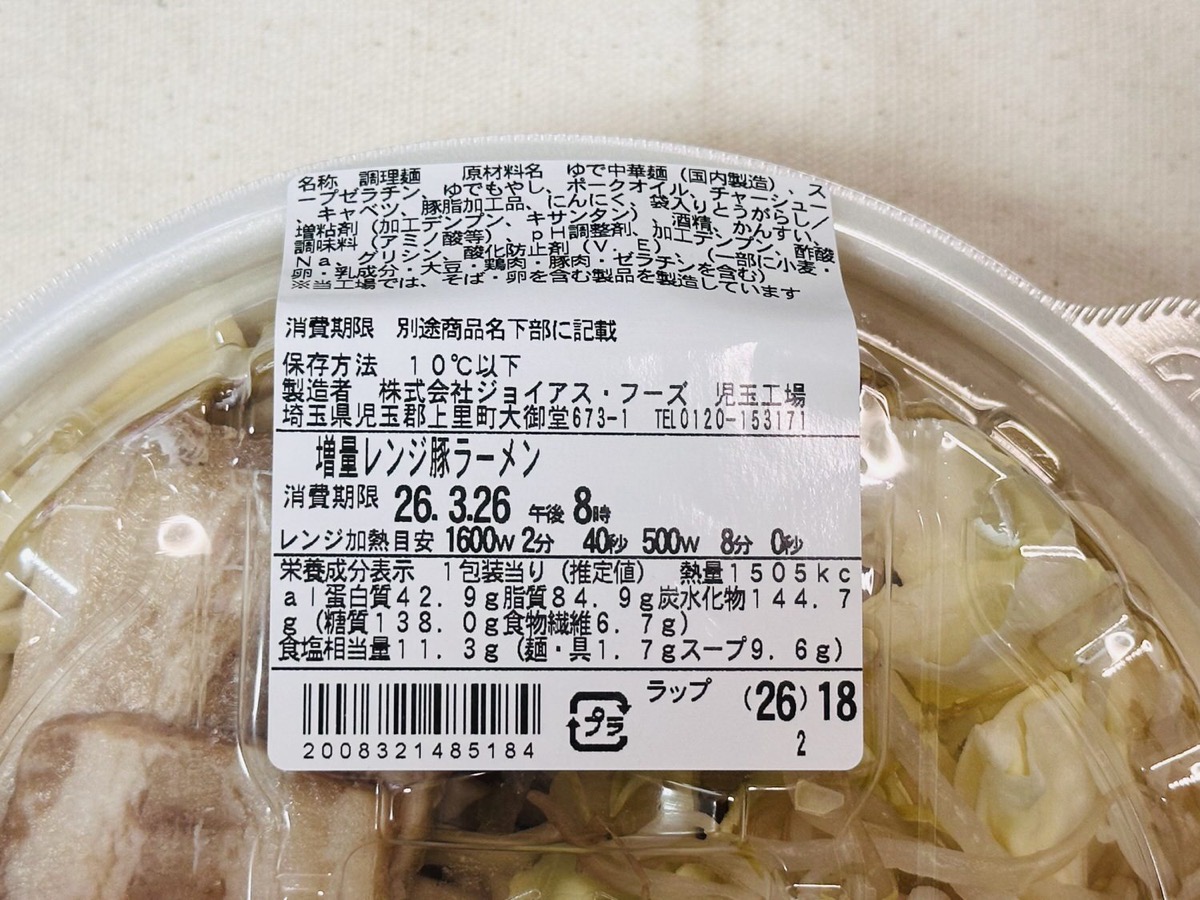 名称　調理麺　　原材料名　ゆで中華麺（国内製造）、ス
ープゼラチン、ゆでもやし、ポークオイル、チャーシュー
、キャベツ、豚脂加工品、にんにく、袋入りとうがらし／
増粘剤（加工デンプン、キサンタン）、酒精、かんすい、
調味料（アミノ酸等）、ｐＨ調整剤、加工デンプン、酢酸
Ｎａ、グリシン、酸化防止剤（Ｖ．Ｅ）（一部に小麦・
卵・乳成分・大豆・鶏肉・豚肉・ゼラチンを含む）
※当工場では、そば・卵を含む製品を製造しています
消費期限　別途商品名下部に記載
保存方法　１０℃以下
製造者　株式会社ジョイアス・フーズ　児玉工場
埼玉県児玉郡上里町大御堂673-1　TEL0120-153171
増量レンジ豚ラーメン
消費期限 26. 3.26 午後 8時
レンジ加熱目安 1600W 2分 40秒 500W 8分 0秒
栄養成分表示　１包装当り（推定値）　熱量１５０５ｋｃ
ａｌ蛋白質４２．９ｇ脂質８４．９ｇ炭水化物１４４．７
ｇ（糖質１３８．０ｇ食物繊維６．７ｇ）
食塩相当量１１．３ｇ（麺・具１．７ｇスープ９．６ｇ）
プラ ラップ (26) 18
2008321485184 2